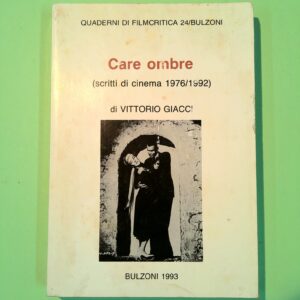 QUADERNI DI FILMCRITICA 24/BULZONI
Care ombre
(scritti di cinema 1976/1992)
di VITTORIO GIACCI
BULZONI 1993